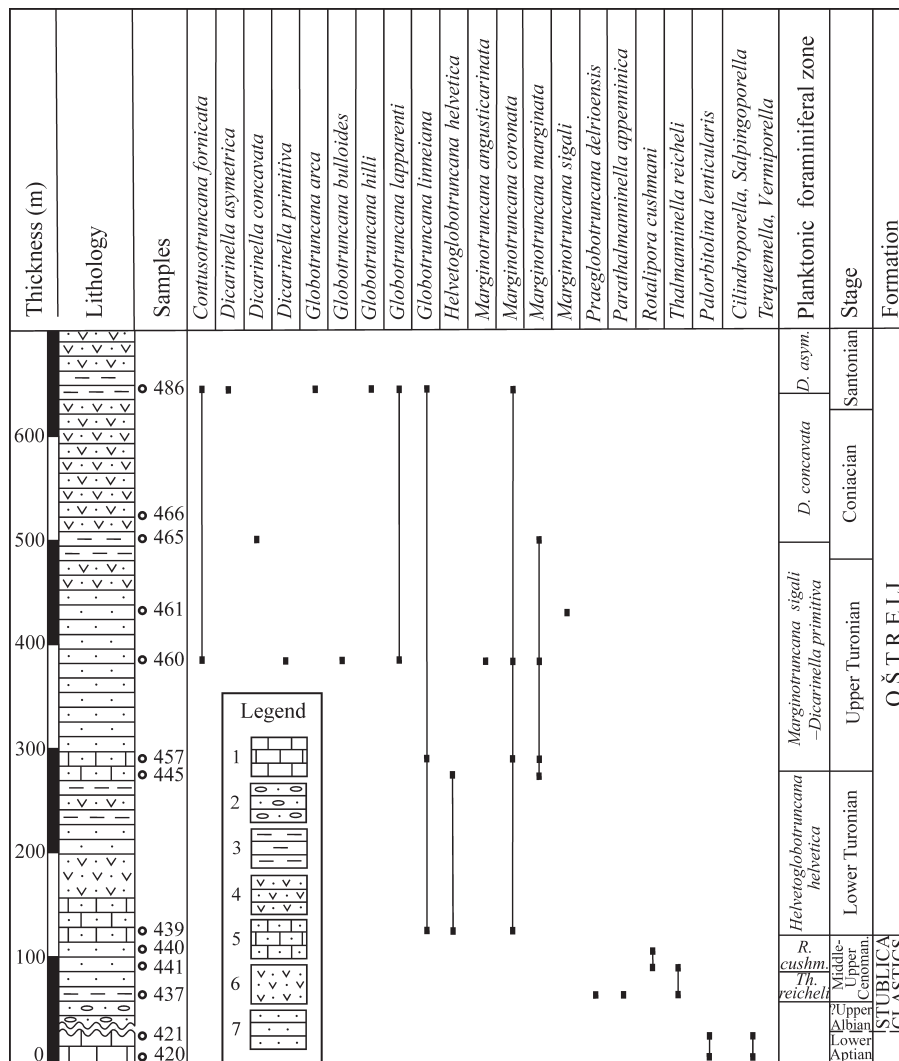 Thickness (m)
Lithology
Samples
Contusotruncana fornicata
Dicarinella asymetrica
Dicarinella concavata
Dicarinella primitiva
Globotruncana arca
Globotruncana bulloides
Globotruncana hilli
Globotruncana lapparenti
Globotruncana linneiana
Helvetoglobotruncana helvetica
Marginotruncana angusticarinata
Marginotruncana coronata
Marginotruncana marginata
Marginotruncana sigali
Praeglobotruncana delrioensis
Parathalmanninella appenninica
Rotalipora cushmani
Thalmanninella reicheli
Palorbitolina lenticularis
Cilindroporella, Salpingoporella
Terquemella, Vermiporella
Planktonic foraminiferal zone
Stage
Formation
600
500
400
300
200
100
0
486
466
465
461
460
457
445
439
440
441
437
421
420
Legend
1
2
3
4
5
6
7
D. asym.
D. concavata
Marginotruncana sigali
–Dicarinella primitiva
Helvetoglobotruncana
helvetica
R.
cushm.
Th.
reicheli
Santonian
Coniacian
Upper Turonian
Lower Turonian
Middle-
Upper
Cenoman.
?Upper
Albian
Lower
Aptian
OŠTRELJ
STUBLICA
CLASTICS